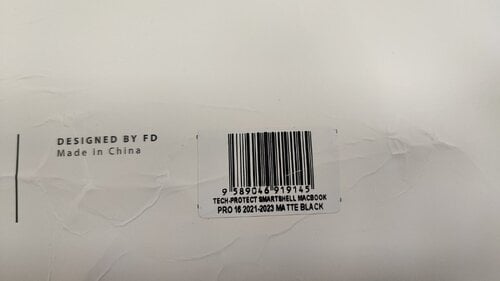 DESIGNED BY FD
Made in China
9 589046 919145
TECH-PROTECT SMARTSHELL MACBOOK
PRO 16 2021-2023 MATTE BLACK